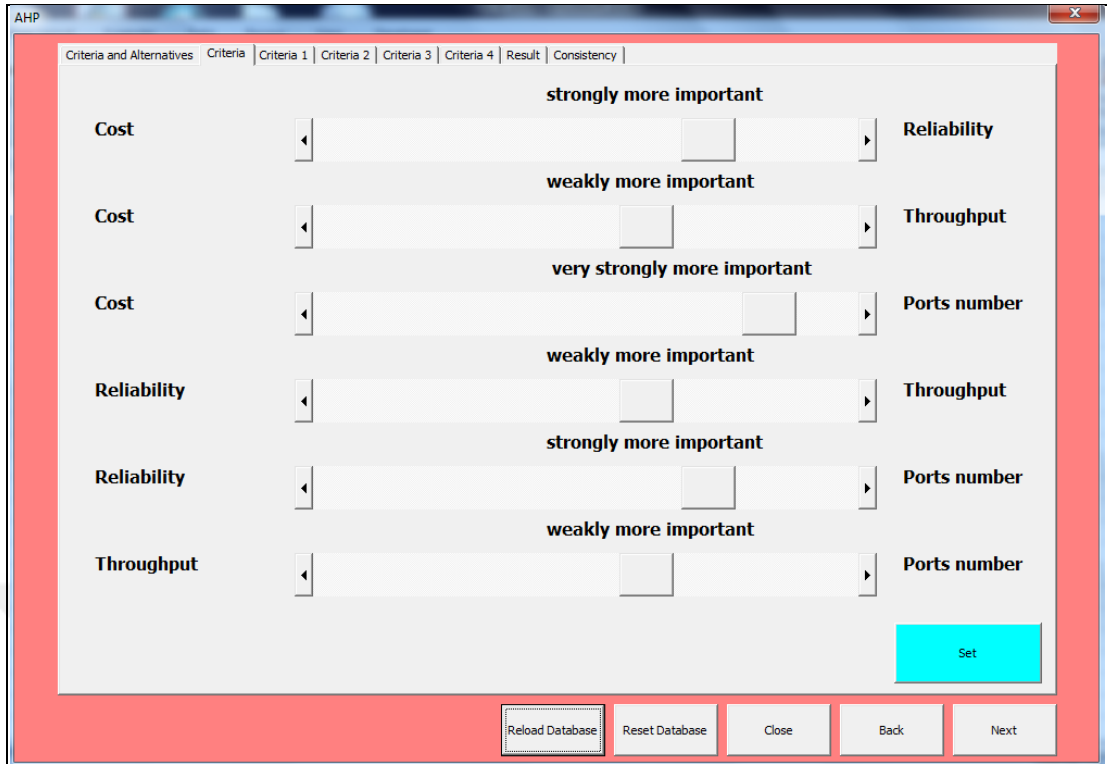 AHP
X
Criteria and Alternatives Criteria Criteria 1 Criteria 2 Criteria 3 Criteria 4 Result Consistency
strongly more important
Cost Reliability
weakly more important
Cost Throughput
very strongly more important
Cost Ports number
weakly more important
Reliability Throughput
strongly more important
Reliability Ports number
weakly more important
Throughput Ports number
Set
Reload Database Reset Database Close Back Next